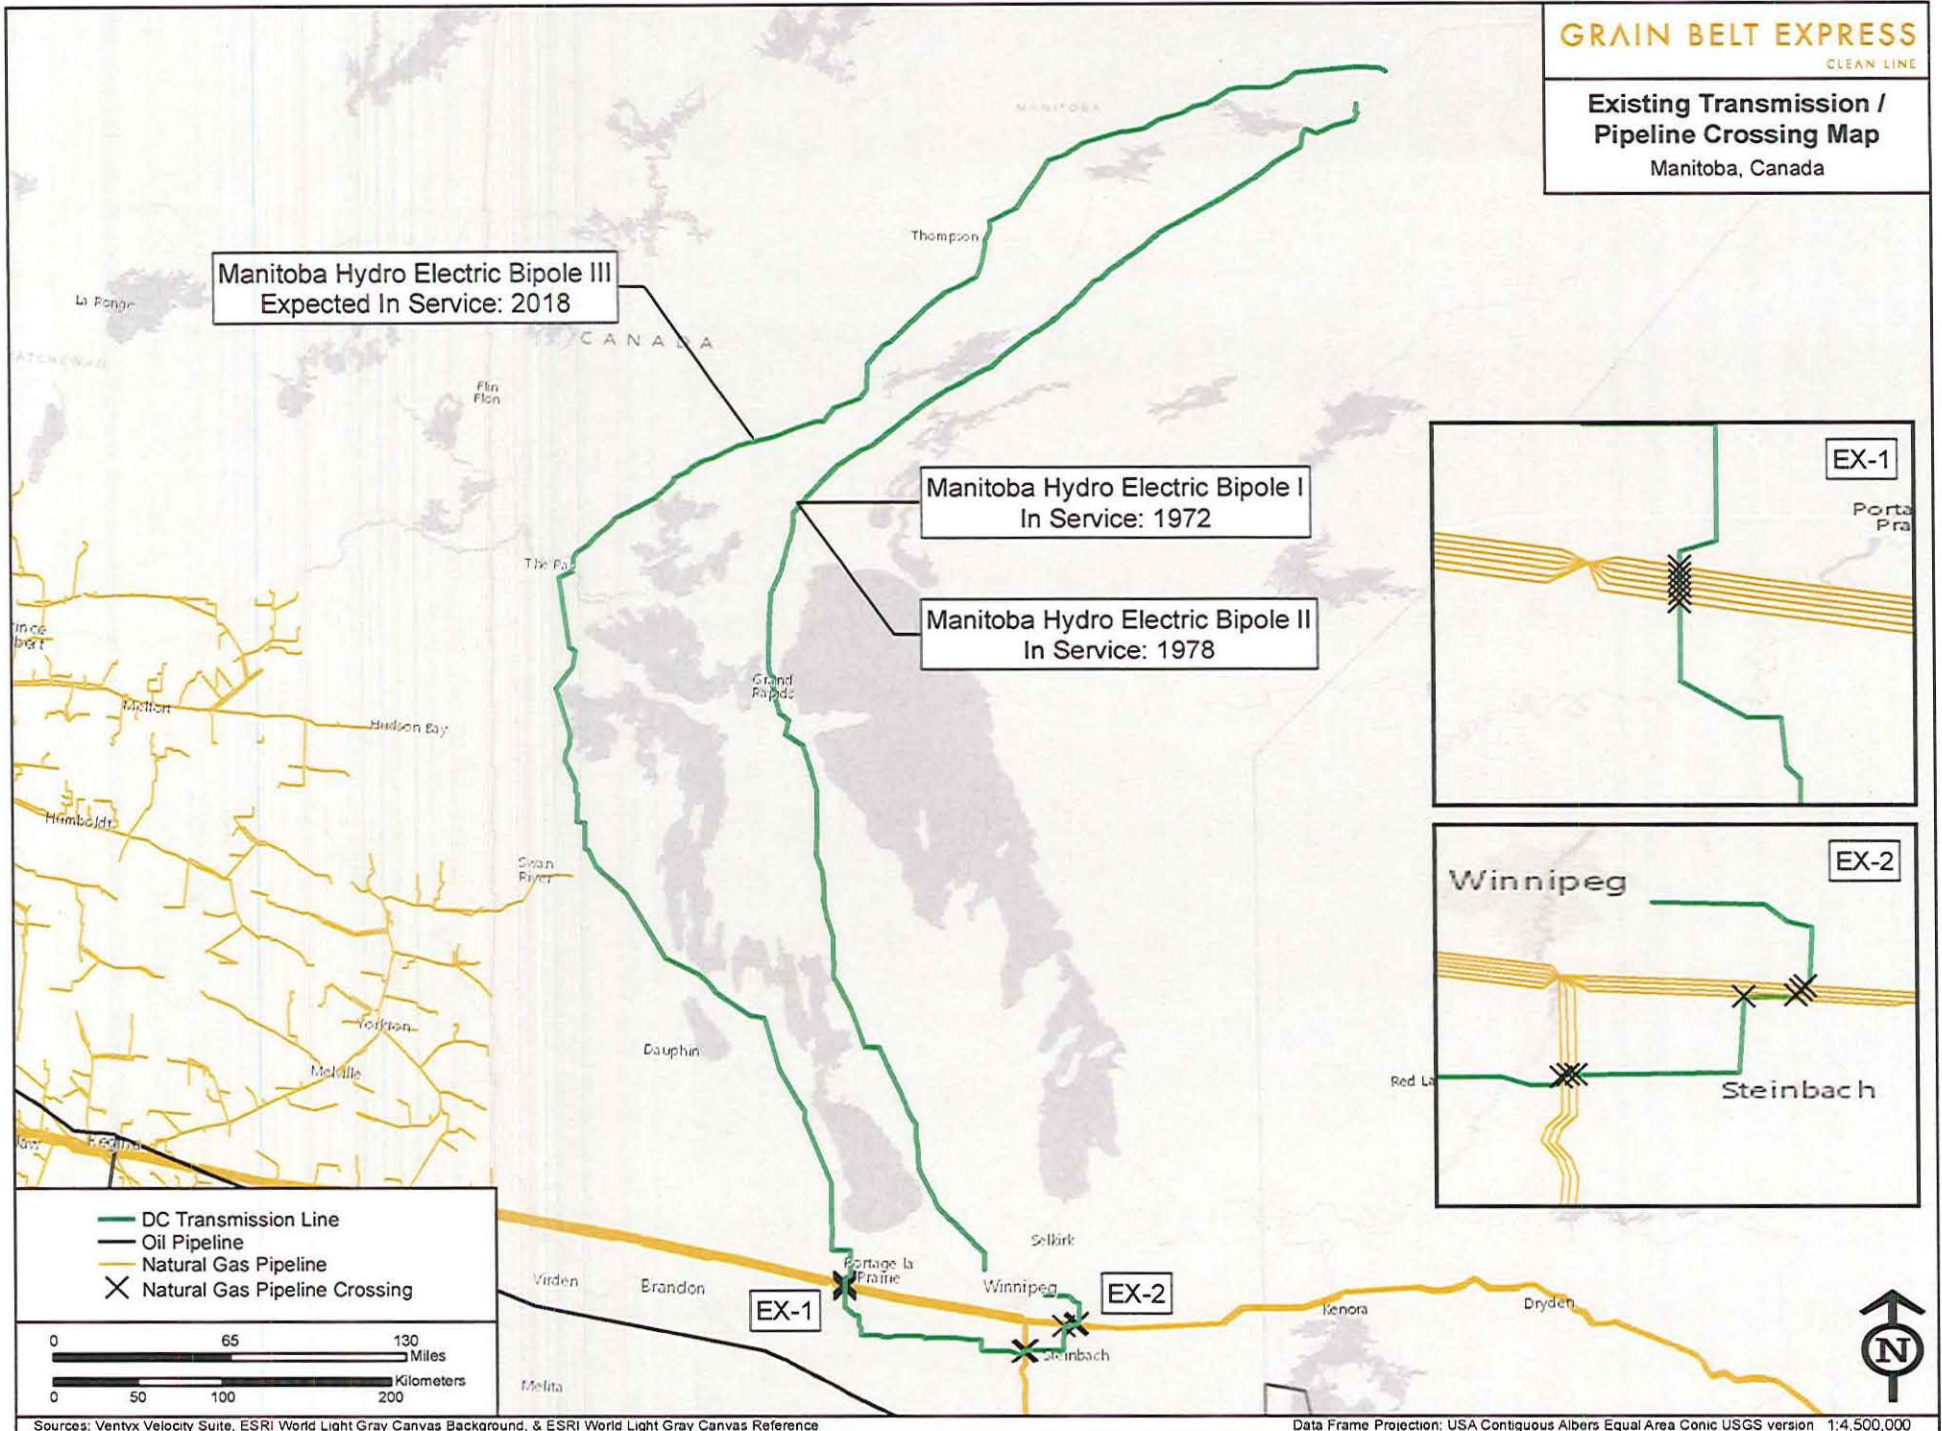 GRAIN BELT EXPRESS
CLEAN LINE
Existing Transmission /
Pipeline Crossing Map
Manitoba, Canada
MANITOBA
Thompson
Manitoba Hydro Electric Bipole III
Expected In Service: 2018
La Ronge
CANADA
Flin
Flon
EX-1
Manitoba Hydro Electric Bipole I
In Service: 1972
Porta
Pra
The Pa
Manitoba Hydro Electric Bipole II
In Service: 1978
Grand
Rapids
Melfort
Hudson Bay
Humboldt
EX-2
Winnipeg
Swan
River
Yorkton
Dauphin
Melville
Red La
Steinbach
Regina
DC Transmission Line
Oil Pipeline
Natural Gas Pipeline
Natural Gas Pipeline Crossing
Selkirk
Portage la
Prairie
Virden
Brandon
Winnipeg
EX-1
EX-2
Kenora
Dryden
N
0 65 130
Miles
Kilometers
0 50 100 200
Steinbach
Melita
Sources: Ventyx Velocity Suite, ESRI World Light Gray Canvas Background, & ESRI World Light Gray Canvas Reference
Data Frame Projection: USA Contiguous Albers Equal Area Conic USGS version 1:4,500,000